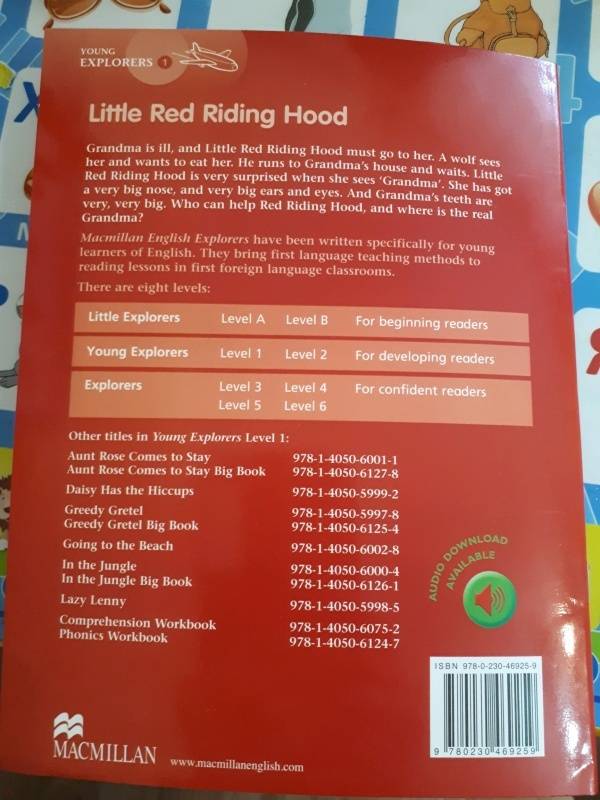 YOUNG
EXPLORERS 1
Little Red Riding Hood
Grandma is ill, and Little Red Riding Hood must go to her. A wolf sees
her and wants to eat her. He runs to Grandma's house and waits. Little
Red Riding Hood is very surprised when she sees 'Grandma'. She has got
a very big nose, and very big ears and eyes. And Grandma's teeth are
very, very big. Who can help Red Riding Hood, and where is the real
Grandma?
Macmillan English Explorers have been written specifically for young
learners of English. They bring first language teaching methods to
reading lessons in first foreign language classrooms.
There are eight levels:
Little Explorers Level A Level B For beginning readers
Young Explorers Level 1 Level 2 For developing readers
Explorers Level 3 Level 4 For confident readers
Level 5 Level 6
Other titles in Young Explorers Level 1:
Aunt Rose Comes to Stay 978-1-4050-6001-1
Aunt Rose Comes to Stay Big Book 978-1-4050-6127-8
Daisy Has the Hiccups 978-1-4050-5999-2
Greedy Gretel 978-1-4050-5997-8
Greedy Gretel Big Book 978-1-4050-6125-4
Going to the Beach 978-1-4050-6002-8
In the Jungle 978-1-4050-6000-4
In the Jungle Big Book 978-1-4050-6126-1
Lazy Lenny 978-1-4050-5998-5
Comprehension Workbook 978-1-4050-6075-2
Phonics Workbook 978-1-4050-6124-7
AUDIO DOWNLOAD
AVAILABLE
ISBN 978-0-230-46925-9
9 780230 469259
MACMILLAN
www.macmillanenglish.com